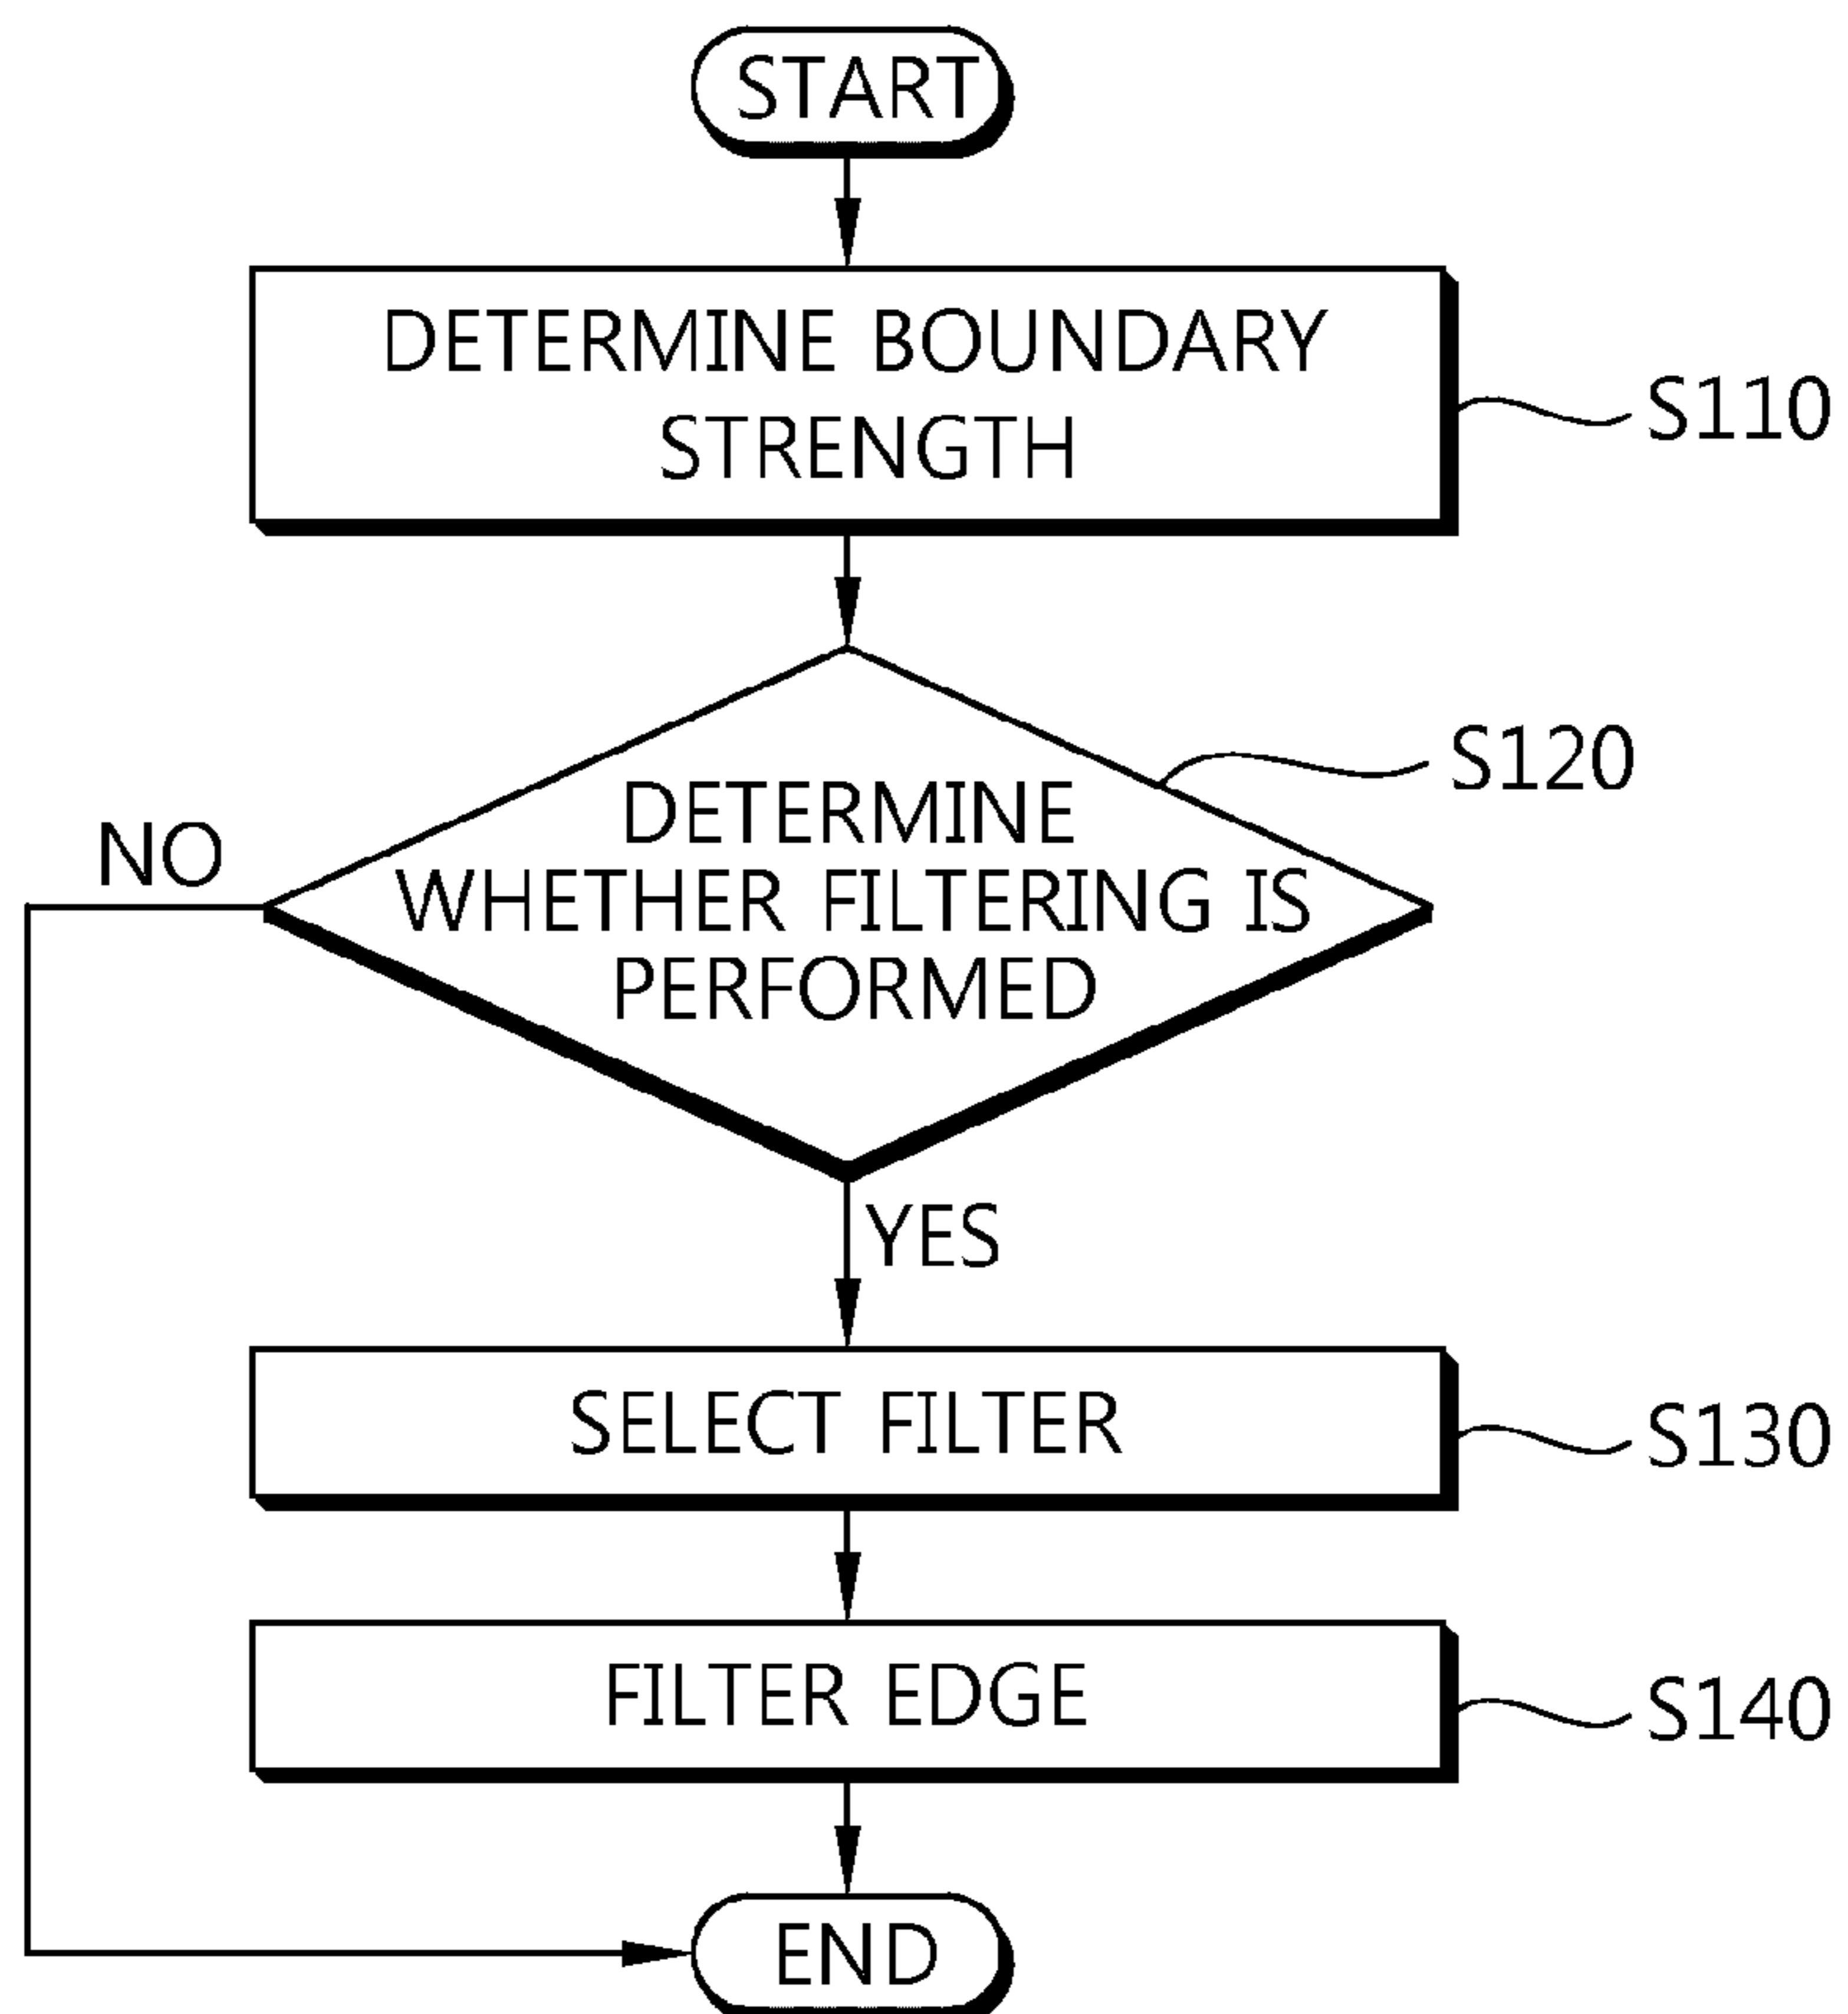 START
DETERMINE BOUNDARY
STRENGTH
S110
S120
DETERMINE
WHETHER FILTERING IS
PERFORMED
NO
YES
SELECT FILTER
S130
FILTER EDGE
S140
END